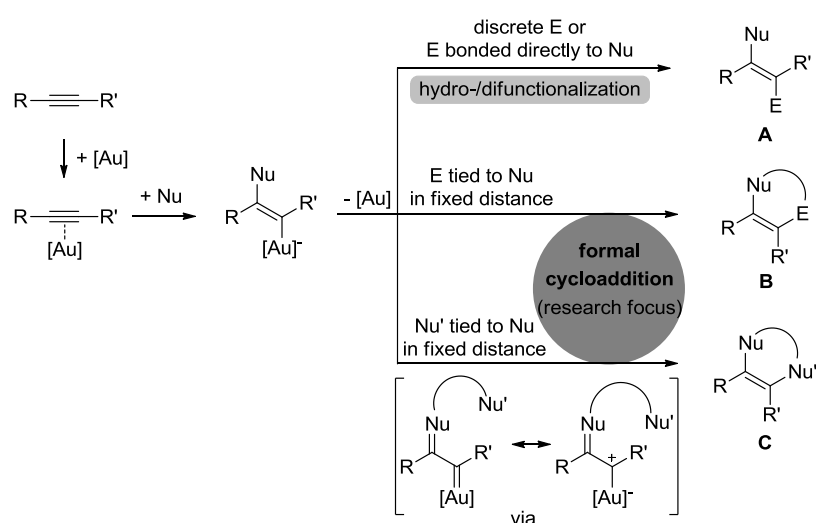 discrete E or
E bonded directly to Nu
hydro-/difunctionalization
Nu
R
R'
E
A
R
R'
+ [Au]
R
R'
[Au]
+ Nu
Nu
R
R'
[Au]-
- [Au]
E tied to Nu
in fixed distance
Nu
E
R
R'
B
formal
cycloaddition
(research focus)
Nu' tied to Nu
in fixed distance
Nu
Nu'
R
R'
C
Nu'
Nu
R
R'
[Au]
Nu'
Nu
R
+
R'
[Au]-
via